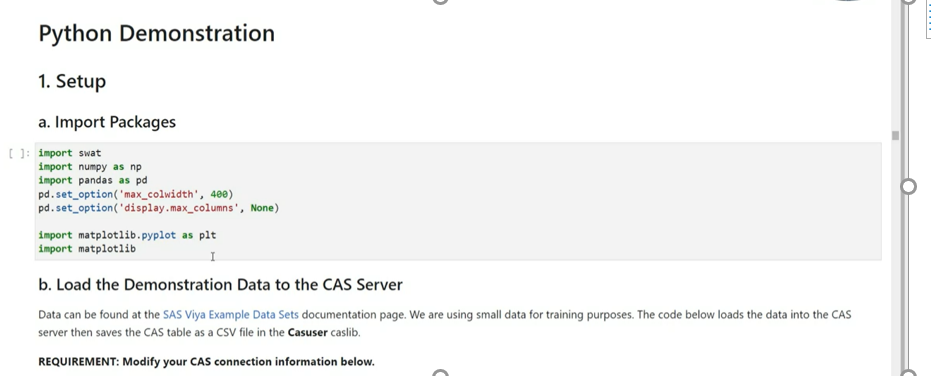 Python Demonstration
1. Setup
a. Import Packages
[ ]: import swat
import numpy as np
import pandas as pd
pd.set_option('max_colwidth', 400)
pd.set_option('display.max_columns', None)
import matplotlib.pyplot as plt
import matplotlib
b. Load the Demonstration Data to the CAS Server
Data can be found at the SAS Viya Example Data Sets documentation page. We are using small data for training purposes. The code below loads the data into the CAS
server then saves the CAS table as a CSV file in the Casuser caslib.
REQUIREMENT: Modify your CAS connection information below.